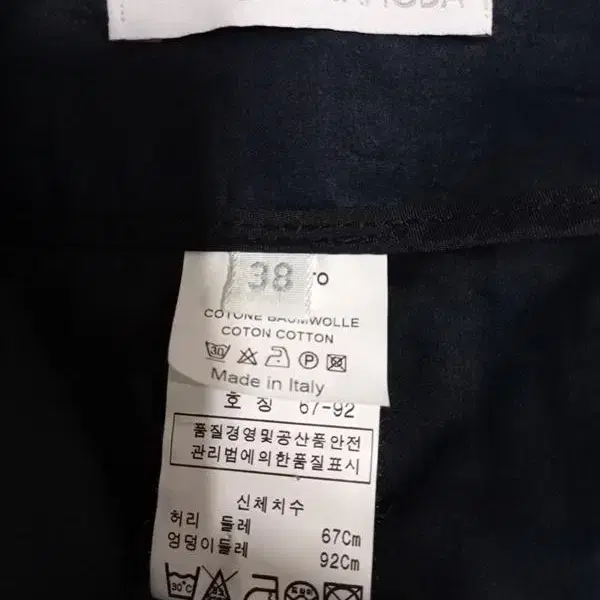 38
COTONE BAUMWOLLE
COTON COTTON
30
P
Made in Italy
호 칭 67-92
품질경영및공산품안전
관리법에의한품질표시
신체치수
허리 둘레 67Cm
엉덩이둘레 92Cm
30°C